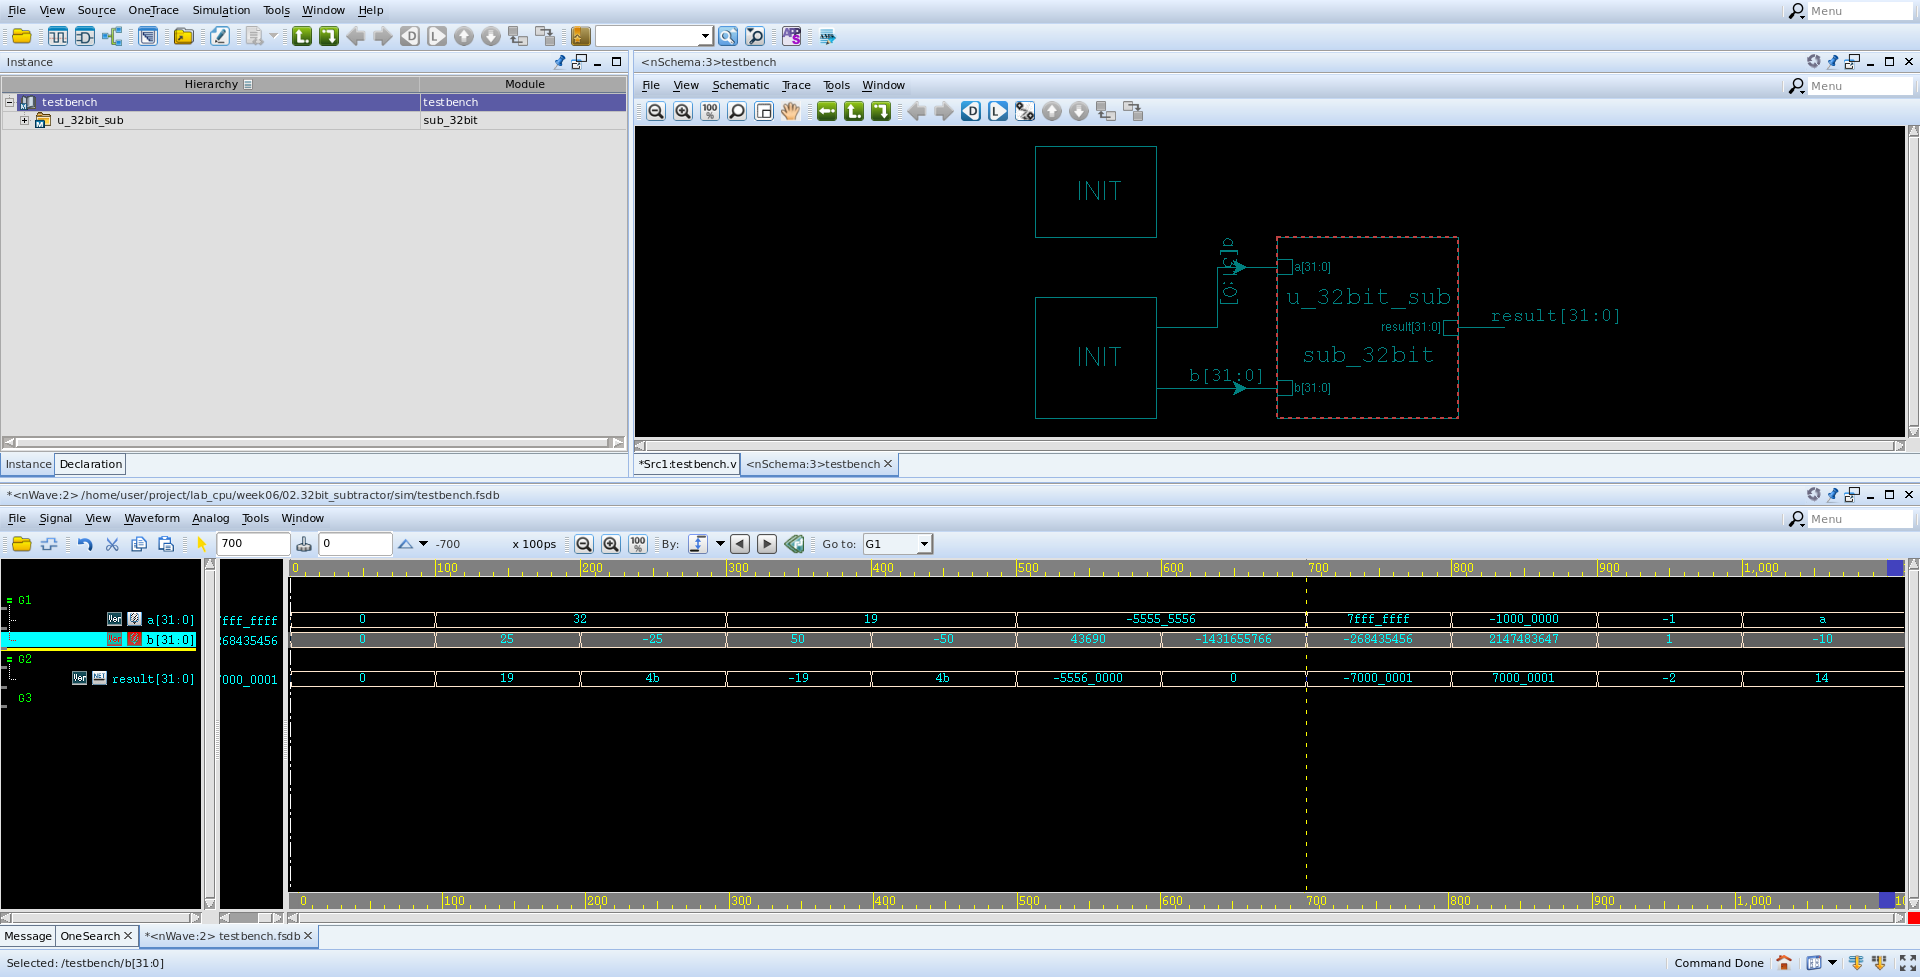 File View Source OneTrace Simulation Tools Window Help
Menu
Instance
<nSchema:3>testbench
Hierarchy Module
testbench testbench
u_32bit_sub sub_32bit
File View Schematic Trace Tools Window
Menu
100%
INIT
INIT
a[31:0]
b[31:0]
a[31:0]
u_32bit_sub
result[31:0]
sub_32bit
b[31:0]
result[31:0]
Instance Declaration
*Src1:testbench.v <nSchema:3>testbench
*<nWave:2> /home/user/project/lab_cpu/week06/02.32bit_subtractor/sim/testbench.fsdb
File Signal View Waveform Analog Tools Window
Menu
700 0 -700 x 100ps 100% By: Go to: G1
0 100 200 300 400 500 600 700 800 900 1,000
G1
a[31:0] fff_ffff 0 32 19 -5555_5556 7fff_ffff -1000_0000 -1 a
b[31:0] 68435456 0 25 -25 50 -50 43690 -1431655766 -268435456 2147483647 1 -10
G2
result[31:0] 000_0001 0 19 4b -19 4b -5556_0000 0 -7000_0001 7000_0001 -2 14
G3
0 100 200 300 400 500 600 700 800 900 1,000
Message OneSearch *<nWave:2> testbench.fsdb
Selected: /testbench/b[31:0]
Command Done